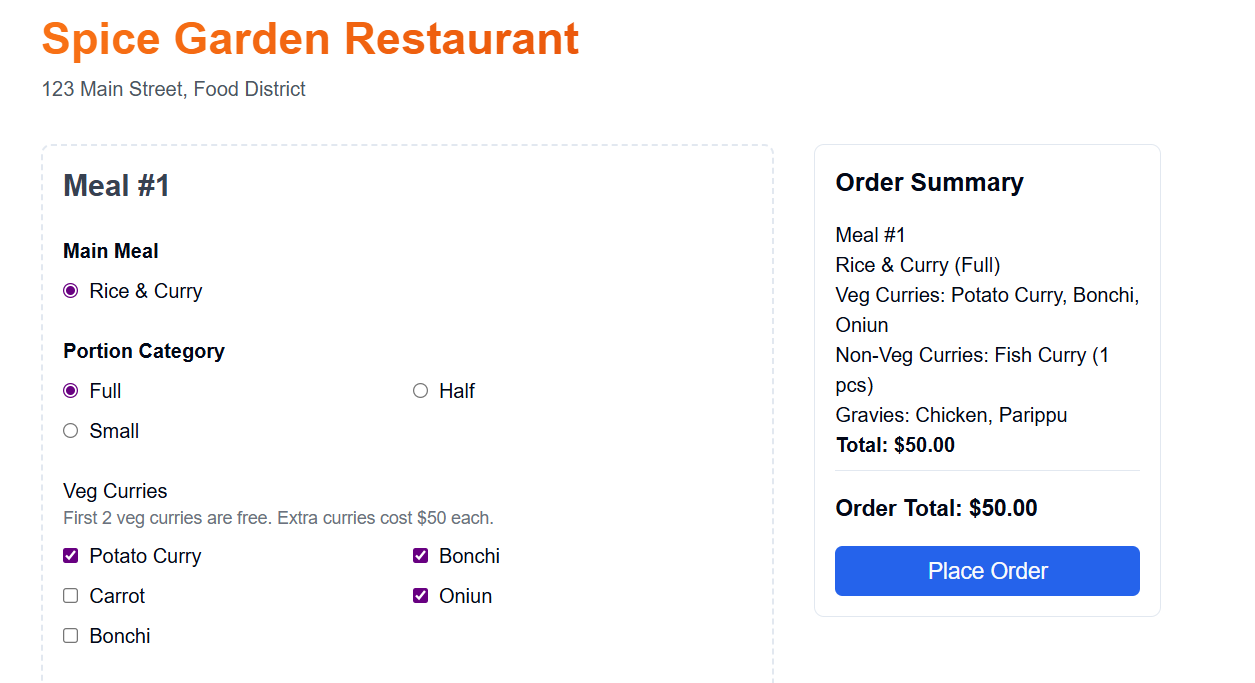 Spice Garden Restaurant
123 Main Street, Food District
Meal #1
Main Meal
Rice & Curry
Portion Category
Full
Half
Small
Veg Curries
First 2 veg curries are free. Extra curries cost $50 each.
Potato Curry
Bonchi
Carrot
Oniun
Bonchi
Order Summary
Meal #1
Rice & Curry (Full)
Veg Curries: Potato Curry, Bonchi,
Oniun
Non-Veg Curries: Fish Curry (1
pcs)
Gravies: Chicken, Parippu
Total: $50.00
Order Total: $50.00
Place Order